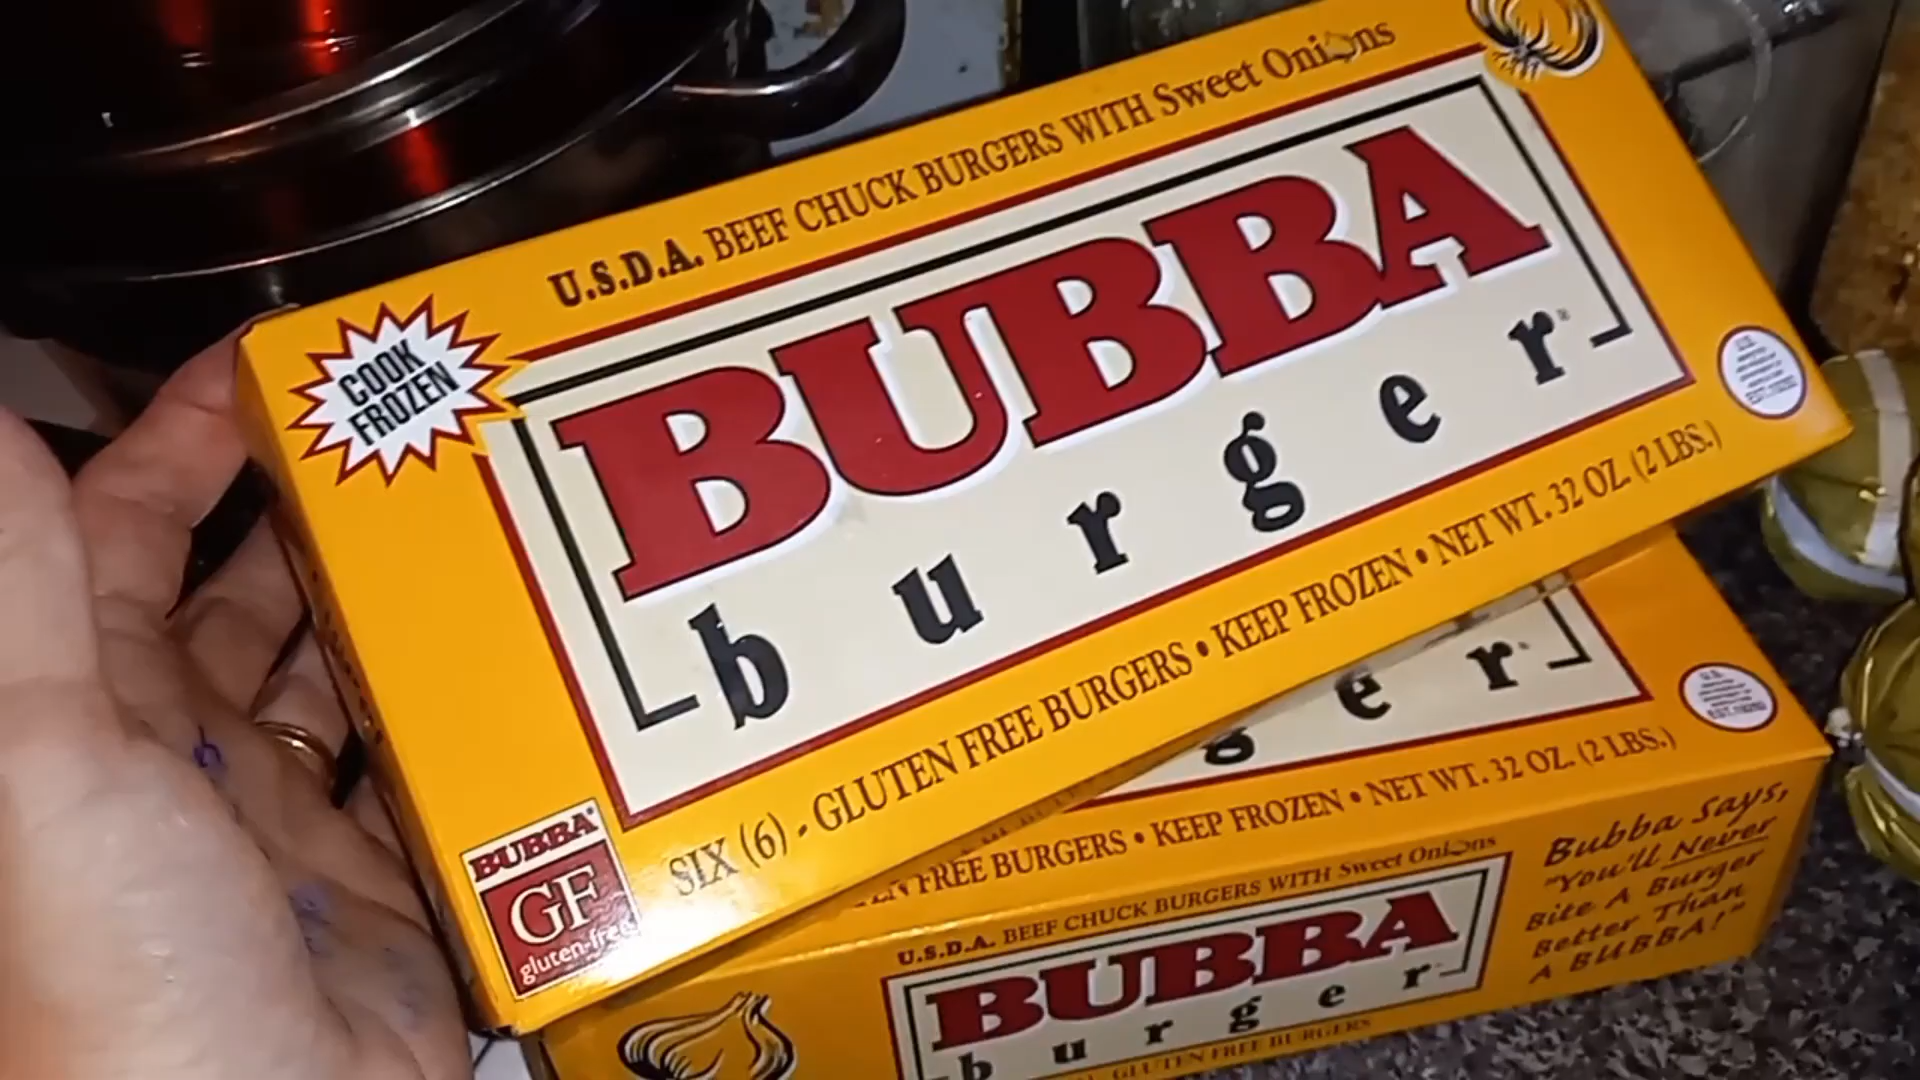 U.S.D.A. BEEF CHUCK BURGERS WITH Sweet Onions
COOK
FROZEN
BUBBA
burger®
SIX (6) - GLUTEN FREE BURGERS • KEEP FROZEN • NET WT. 32 OZ. (2 LBS.)
BUBBA®
GF
gluten-free
g e r
FREE BURGERS • KEEP FROZEN • NET WT. 32 OZ. (2 LBS.)
U.S.D.A. BEEF CHUCK BURGERS WITH Sweet Onions
BUBBA
burger
GLUTEN FREE BURGERS
Bubba Says,
"You'll Never
Bite A Burger
Better Than
A BUBBA!"